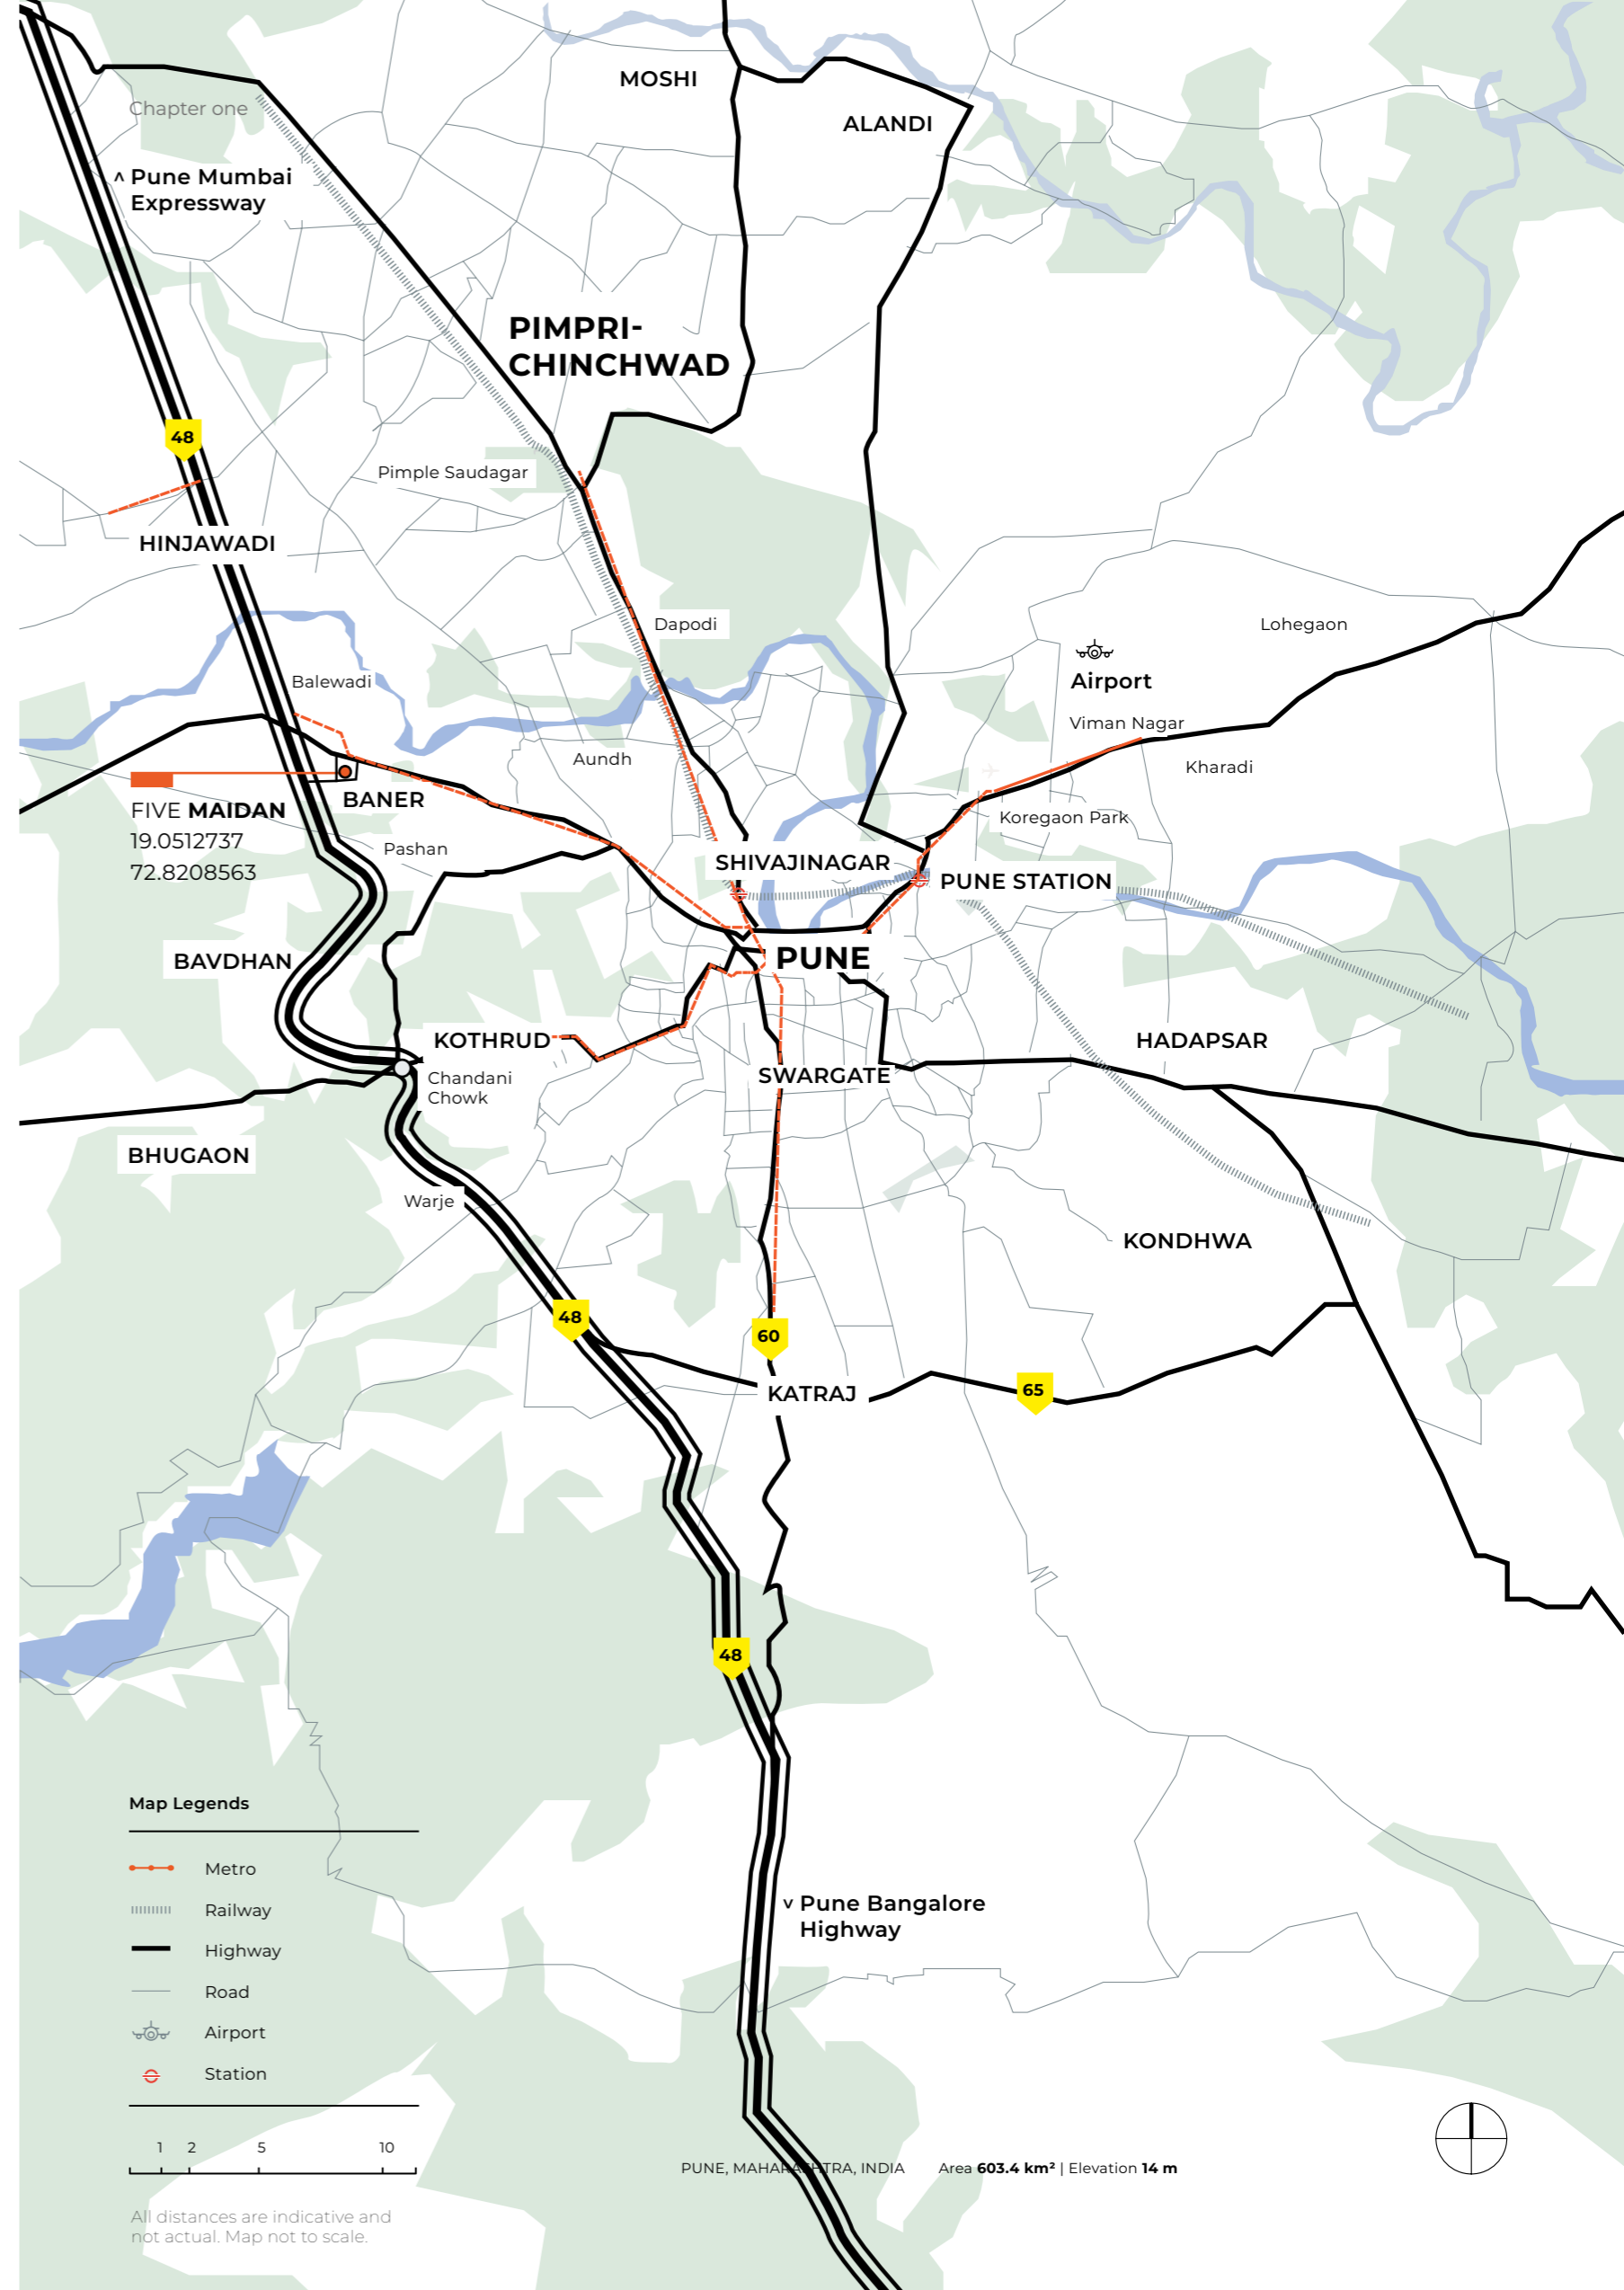 MOSHI
ALANDI
Chapter one
^ Pune Mumbai
Expressway
PIMPRI-
CHINCHWAD
48
Pimple Saudagar
HINJAWADI
Dapodi
Lohegaon
Airport
Balewadi
Viman Nagar
Aundh
Kharadi
BANER
FIVE MAIDAN
19.0512737
72.8208563
Koregaon Park
Pashan
SHIVAJINAGAR
PUNE STATION
BAVDHAN
PUNE
KOTHRUD
HADAPSAR
SWARGATE
Chandani
Chowk
BHUGAON
Warje
KONDHWA
48
60
65
KATRAJ
48
Map Legends
Metro
Railway
Highway
Road
Airport
Station
v Pune Bangalore
Highway
1 2 5 10
PUNE, MAHARASHTRA, INDIA Area 603.4 km² | Elevation 14 m
All distances are indicative and
not actual. Map not to scale.